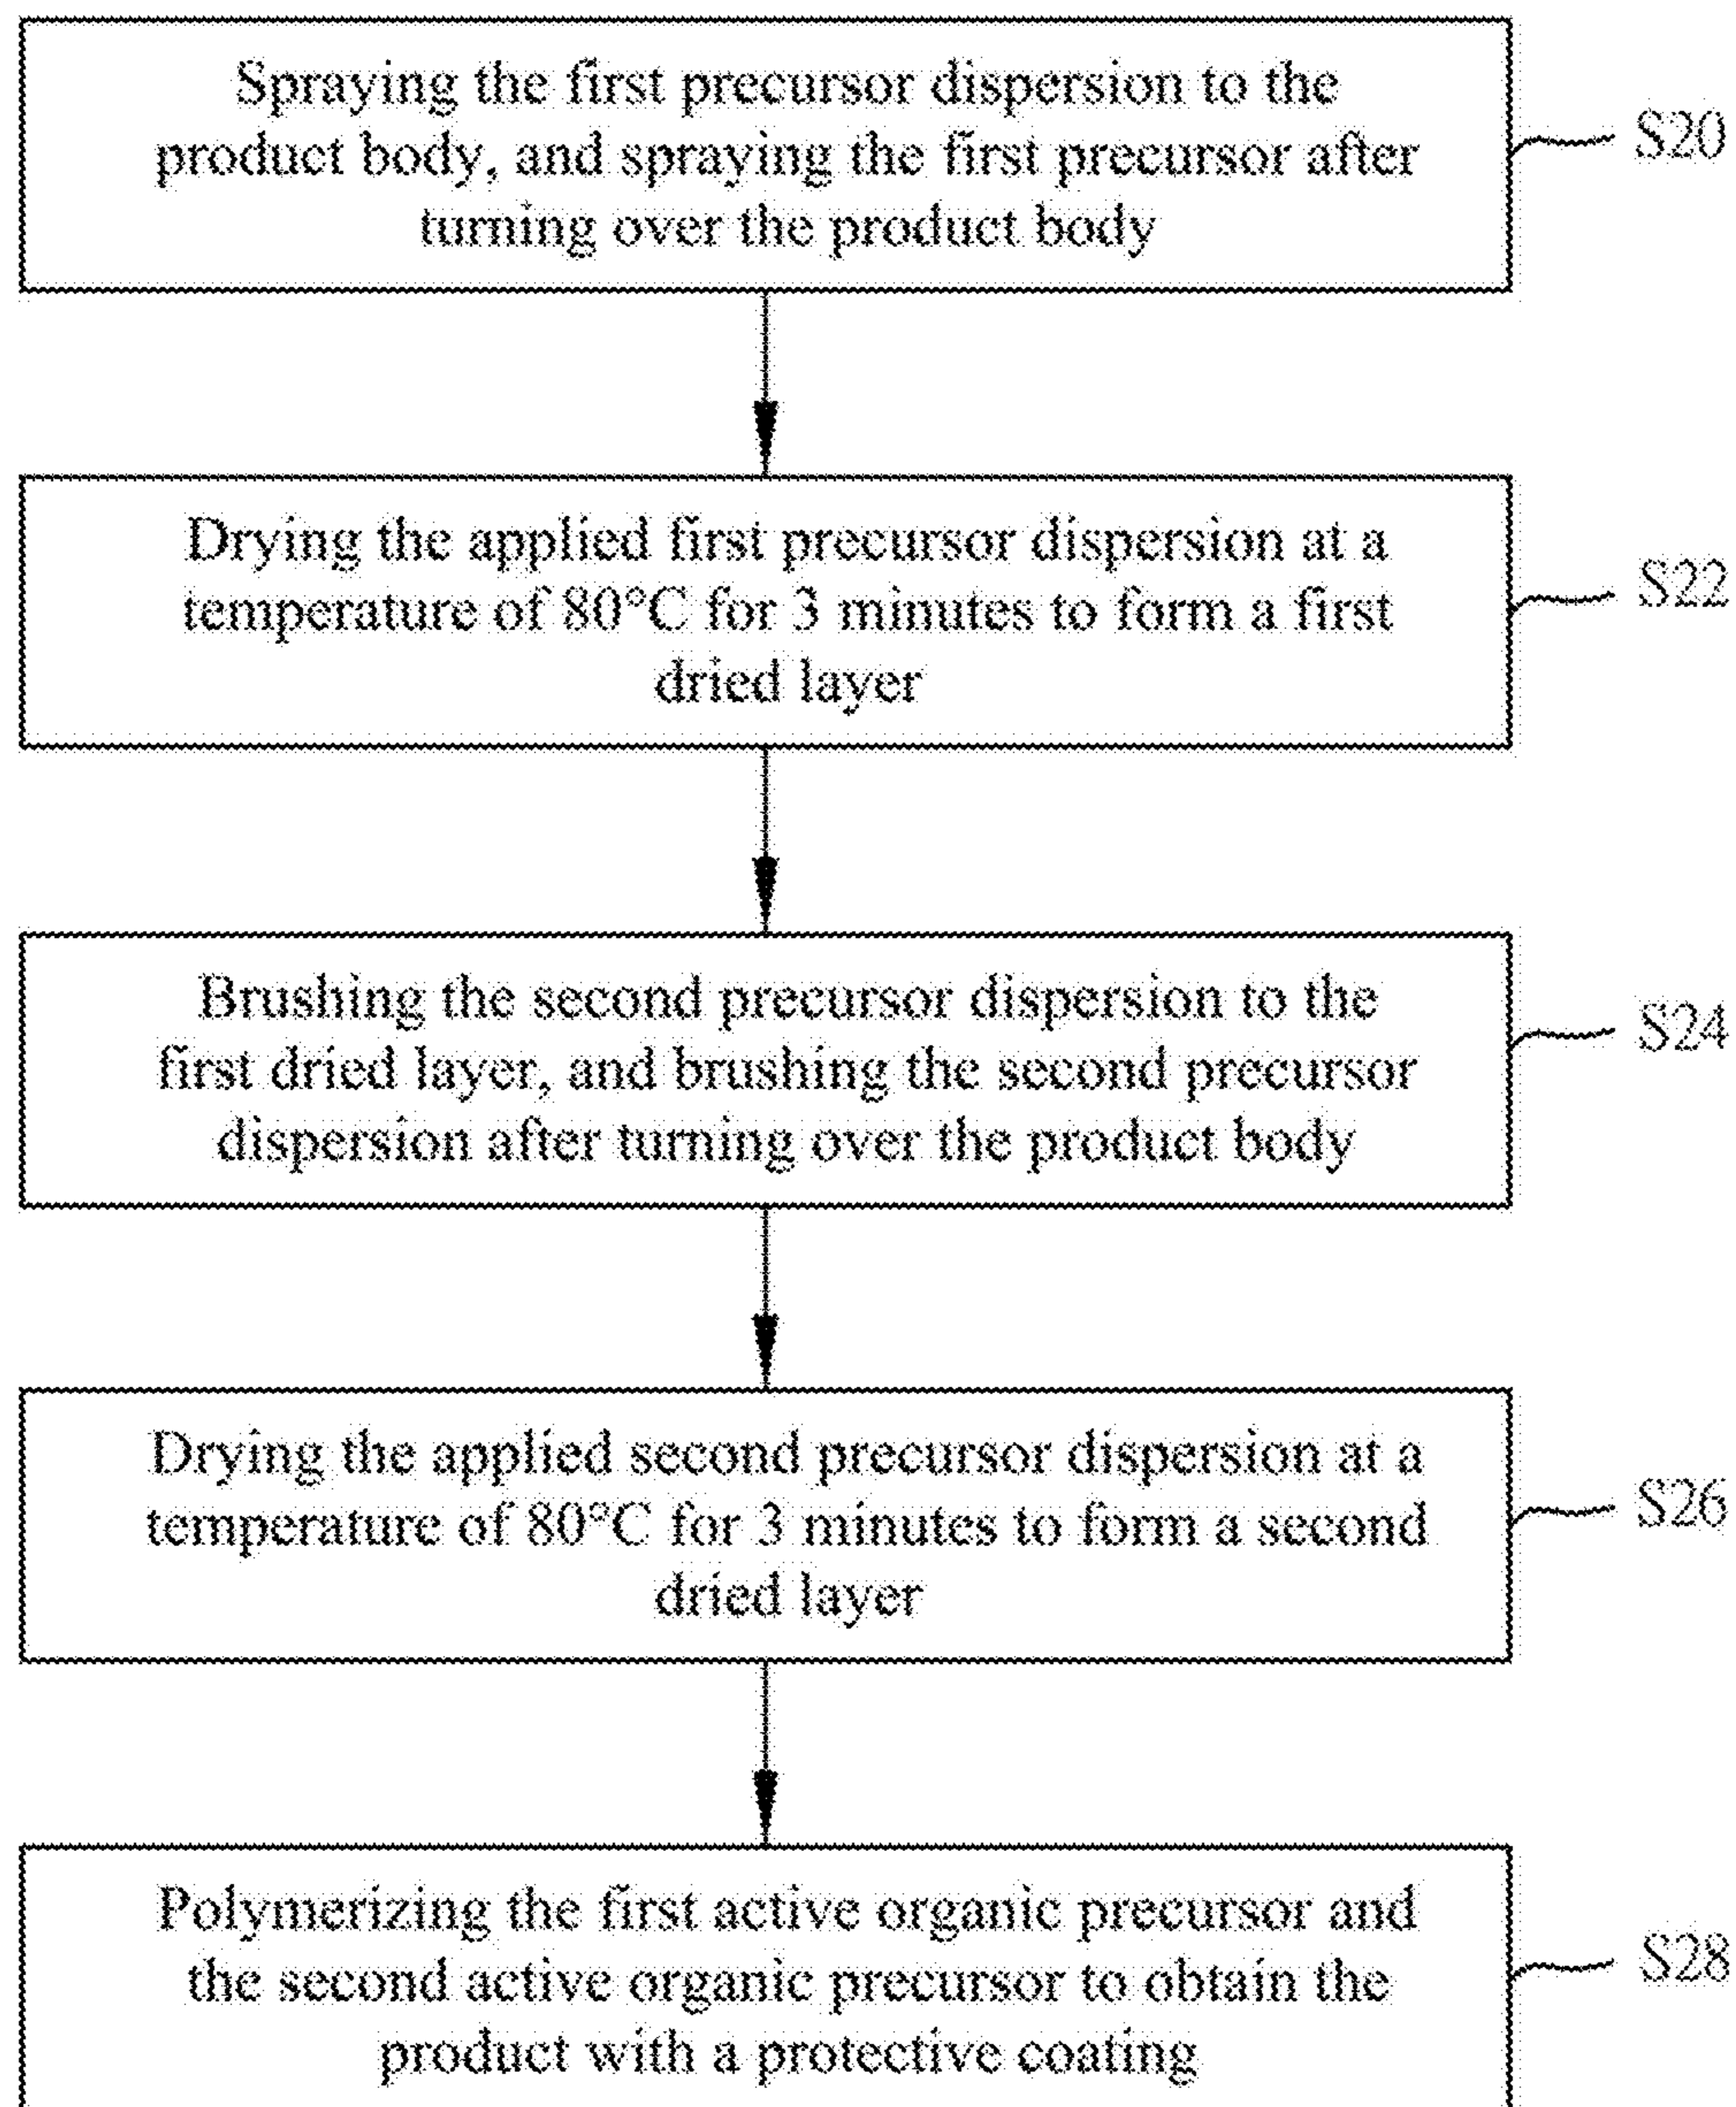 Spraying the first precursor dispersion to the
product body, and spraying the first precursor after
turning over the product body
S20
Drying the applied first precursor dispersion at a
temperature of 80°C for 3 minutes to form a first
dried layer
S22
Brushing the second precursor dispersion to the
first dried layer, and brushing the second precursor
dispersion after turning over the product body
S24
Drying the applied second precursor dispersion at a
temperature of 80°C for 3 minutes to form a second
dried layer
S26
Polymerizing the first active organic precursor and
the second active organic precursor to obtain the
product with a protective coating
S28